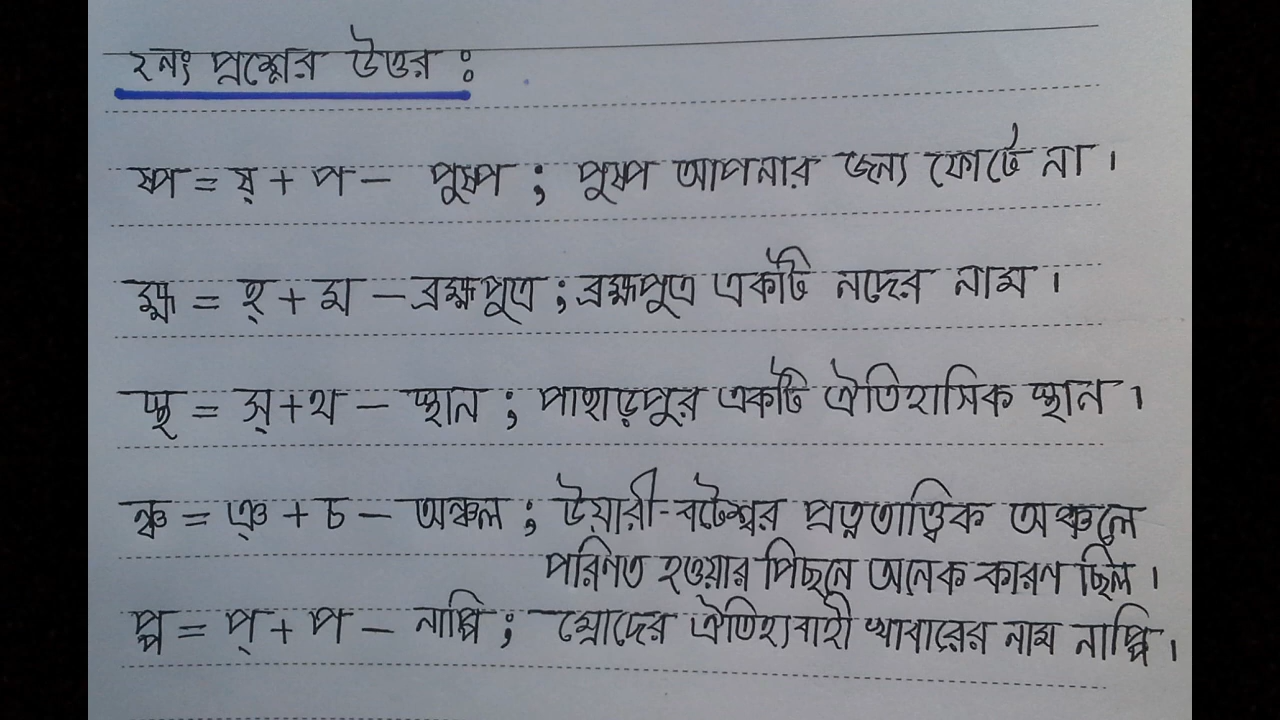 ২নং প্রশ্নের উত্তর :
ষ্প = ষ্ + প – পুষ্প ; পুষ্প আপনার জন্য ফোটে না ।
হ্ম = হ্ + ম – ব্রহ্মপুত্র ; ব্রহ্মপুত্র একটি নদের নাম ।
স্থ = স্ + থ – স্থান ; পাহাড়পুর একটি ঐতিহাসিক স্থান ।
ঞ্চ = ঞ্ + চ – অঞ্চল ; উয়ারী-বটেশ্বর প্রত্নতাত্ত্বিক অঞ্চলে
পরিণত হওয়ার পিছনে অনেক কারণ ছিল ।
প্প = প্ + প – নাপ্পি ; ম্রোদের ঐতিহ্যবাহী খাবারের নাম নাপ্পি ।